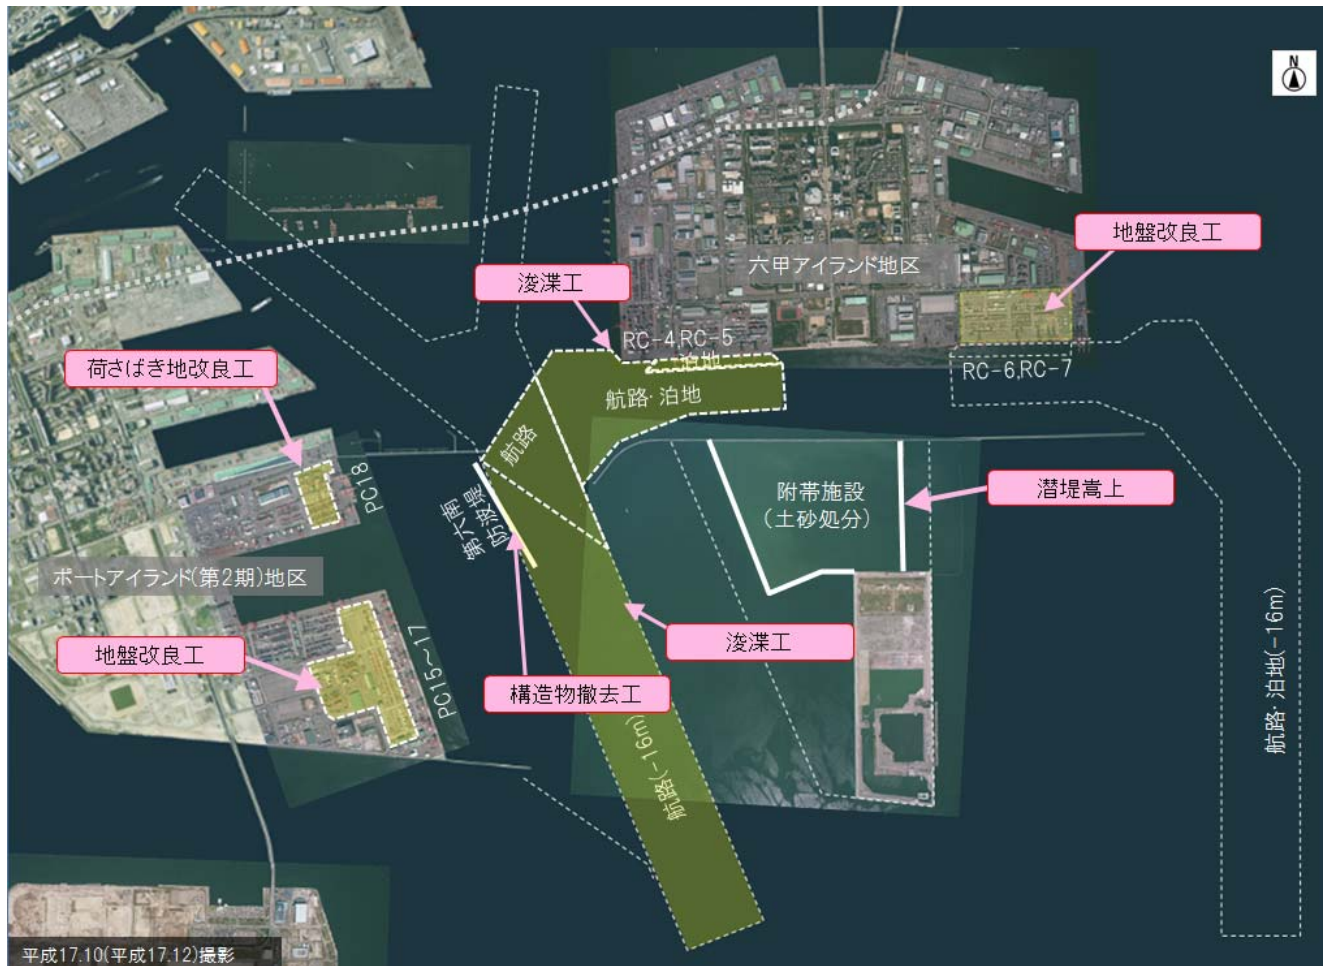 N
地盤改良工
六甲アイランド地区
浚渫工
RC-4,RC-5
泊地
RC-6,RC-7
荷さばき地改良工
航路・泊地
航路
PC18
第六南
防波堤
附帯施設
(土砂処分)
潜堤嵩上
ポートアイランド(第2期)地区
地盤改良工
PC15～17
浚渫工
構造物撤去工
航路(-16m)
航路・泊地(-16m)
平成17.10(平成17.12)撮影